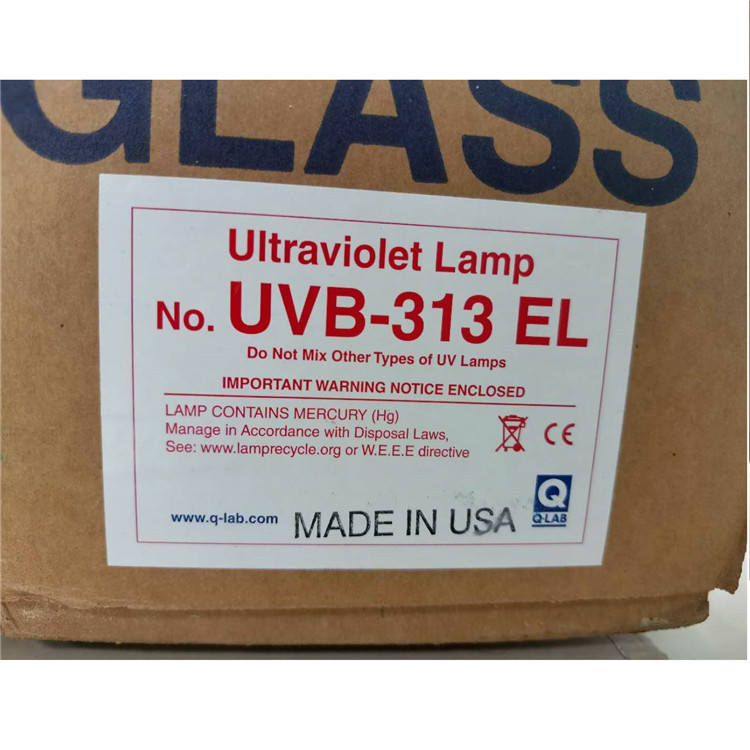 GLASS
Ultraviolet Lamp
No. UVB-313 EL
Do Not Mix Other Types of UV Lamps
IMPORTANT WARNING NOTICE ENCLOSED
LAMP CONTAINS MERCURY (Hg)
Manage in Accordance with Disposal Laws,
See: www.lamprecycle.org or W.E.E.E directive
CE
www.q-lab.com
MADE IN USA
Q
Q-LAB